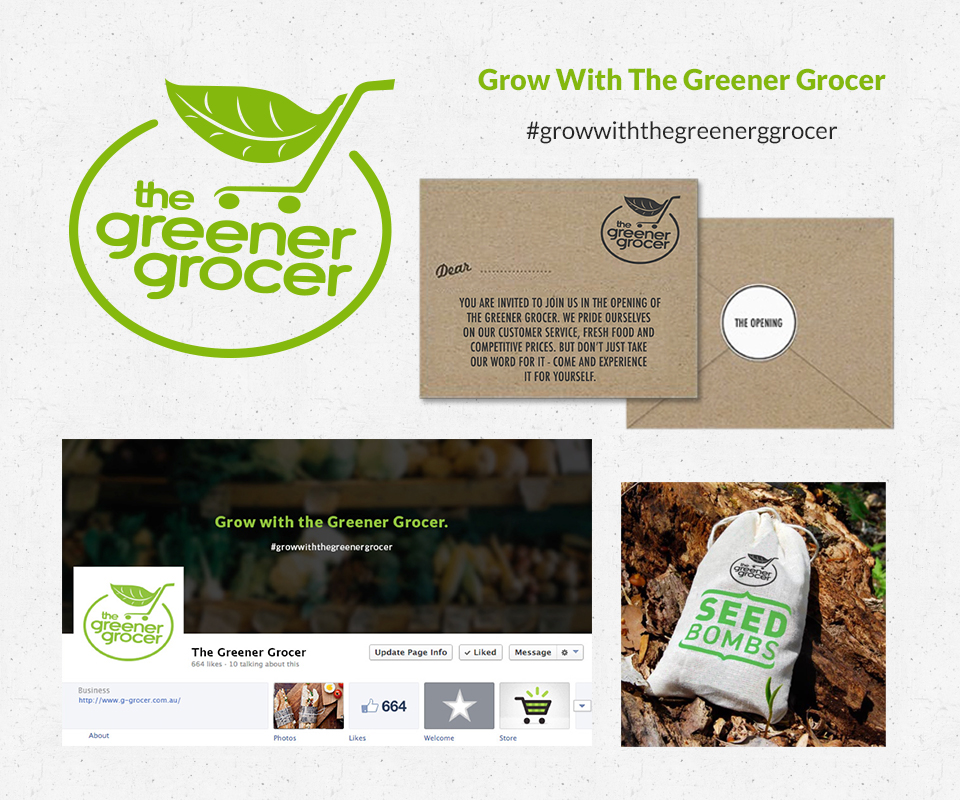 the
greener
grocer
Grow With The Greener Grocer
#growwiththegreenerggrocer
the
greener
grocer
Dear ..................
YOU ARE INVITED TO JOIN US IN THE OPENING OF
THE GREENER GROCER. WE PRIDE OURSELVES
ON OUR CUSTOMER SERVICE, FRESH FOOD AND
COMPETITIVE PRICES. BUT DON'T JUST TAKE
OUR WORD FOR IT - COME AND EXPERIENCE
IT FOR YOURSELF.
THE OPENING
Grow with the Greener Grocer.
#growwiththegreenergrocer
the
greener
grocer
The Greener Grocer
664 likes · 10 talking about this
Update Page Info
Liked
Message
Business
http://www.g-grocer.com.au/
About
Photos
664
Likes
Welcome
Store
the
greener
grocer
SEED
BOMBS